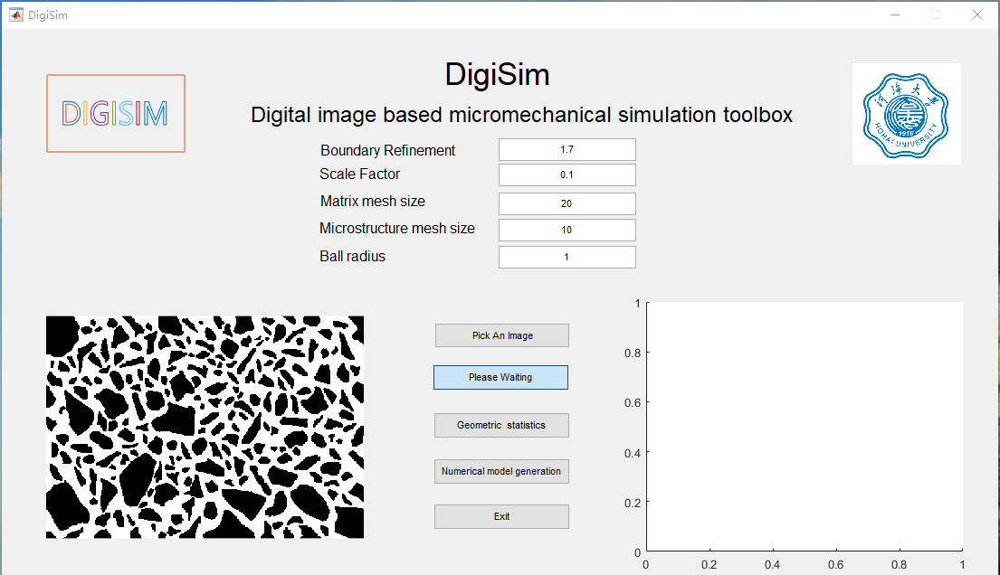 DigiSim
DIGISIM
DigiSim
Digital image based micromechanical simulation toolbox
河海大學
HOHAI UNIVERSITY
1915
Boundary Refinement 1.7
Scale Factor 0.1
Matrix mesh size 20
Microstructure mesh size 10
Ball radius 1
Pick An Image
Please Waiting
Geometric  statistics
Numerical model generation
Exit
1
0.8
0.6
0.4
0.2
0
0 0.2 0.4 0.6 0.8 1